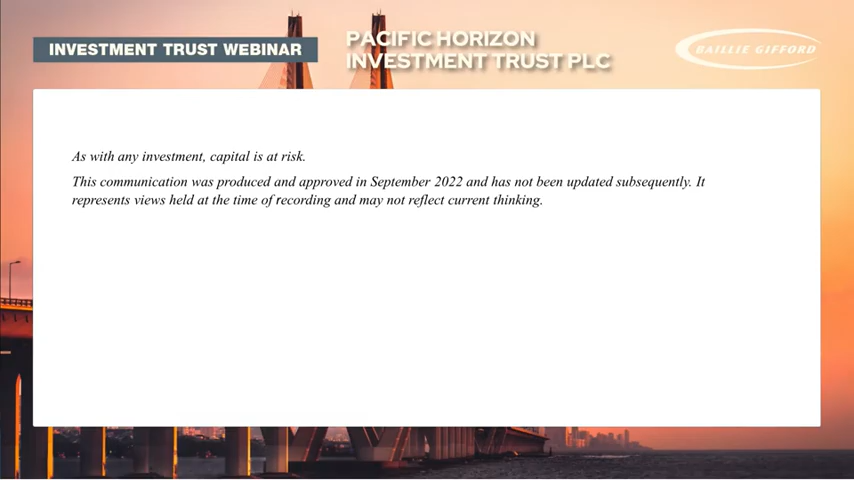 INVESTMENT TRUST WEBINAR
PACIFIC HORIZON
INVESTMENT TRUST PLC
BAILLIE GIFFORD
As with any investment, capital is at risk.
This communication was produced and approved in September 2022 and has not been updated subsequently. It
represents views held at the time of recording and may not reflect current thinking.